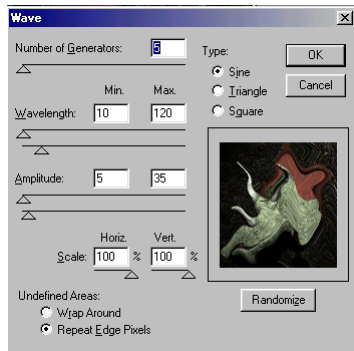 Wave
Number of Generators: 5
Type:
Sine
Triangle
Square
OK
Cancel
Min. Max.
Wavelength: 10 120
Amplitude: 5 35
Horiz. Vert.
Scale: 100 % 100 %
Undefined Areas:
Wrap Around
Repeat Edge Pixels
Randomize